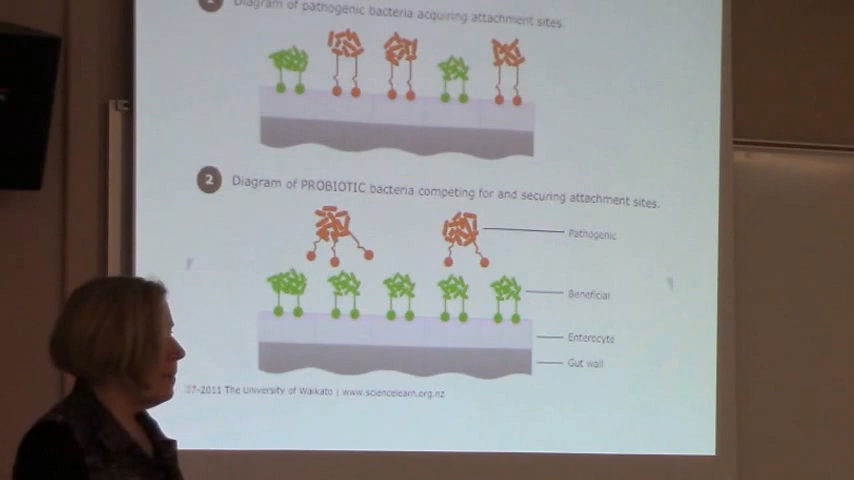 Diagram of pathogenic bacteria acquiring attachment sites.
2 Diagram of PROBIOTIC bacteria competing for and securing attachment sites.
Pathogenic
Beneficial
Enterocyte
Gut wall
07-2011 The University of Waikato | www.sciencelearn.org.nz